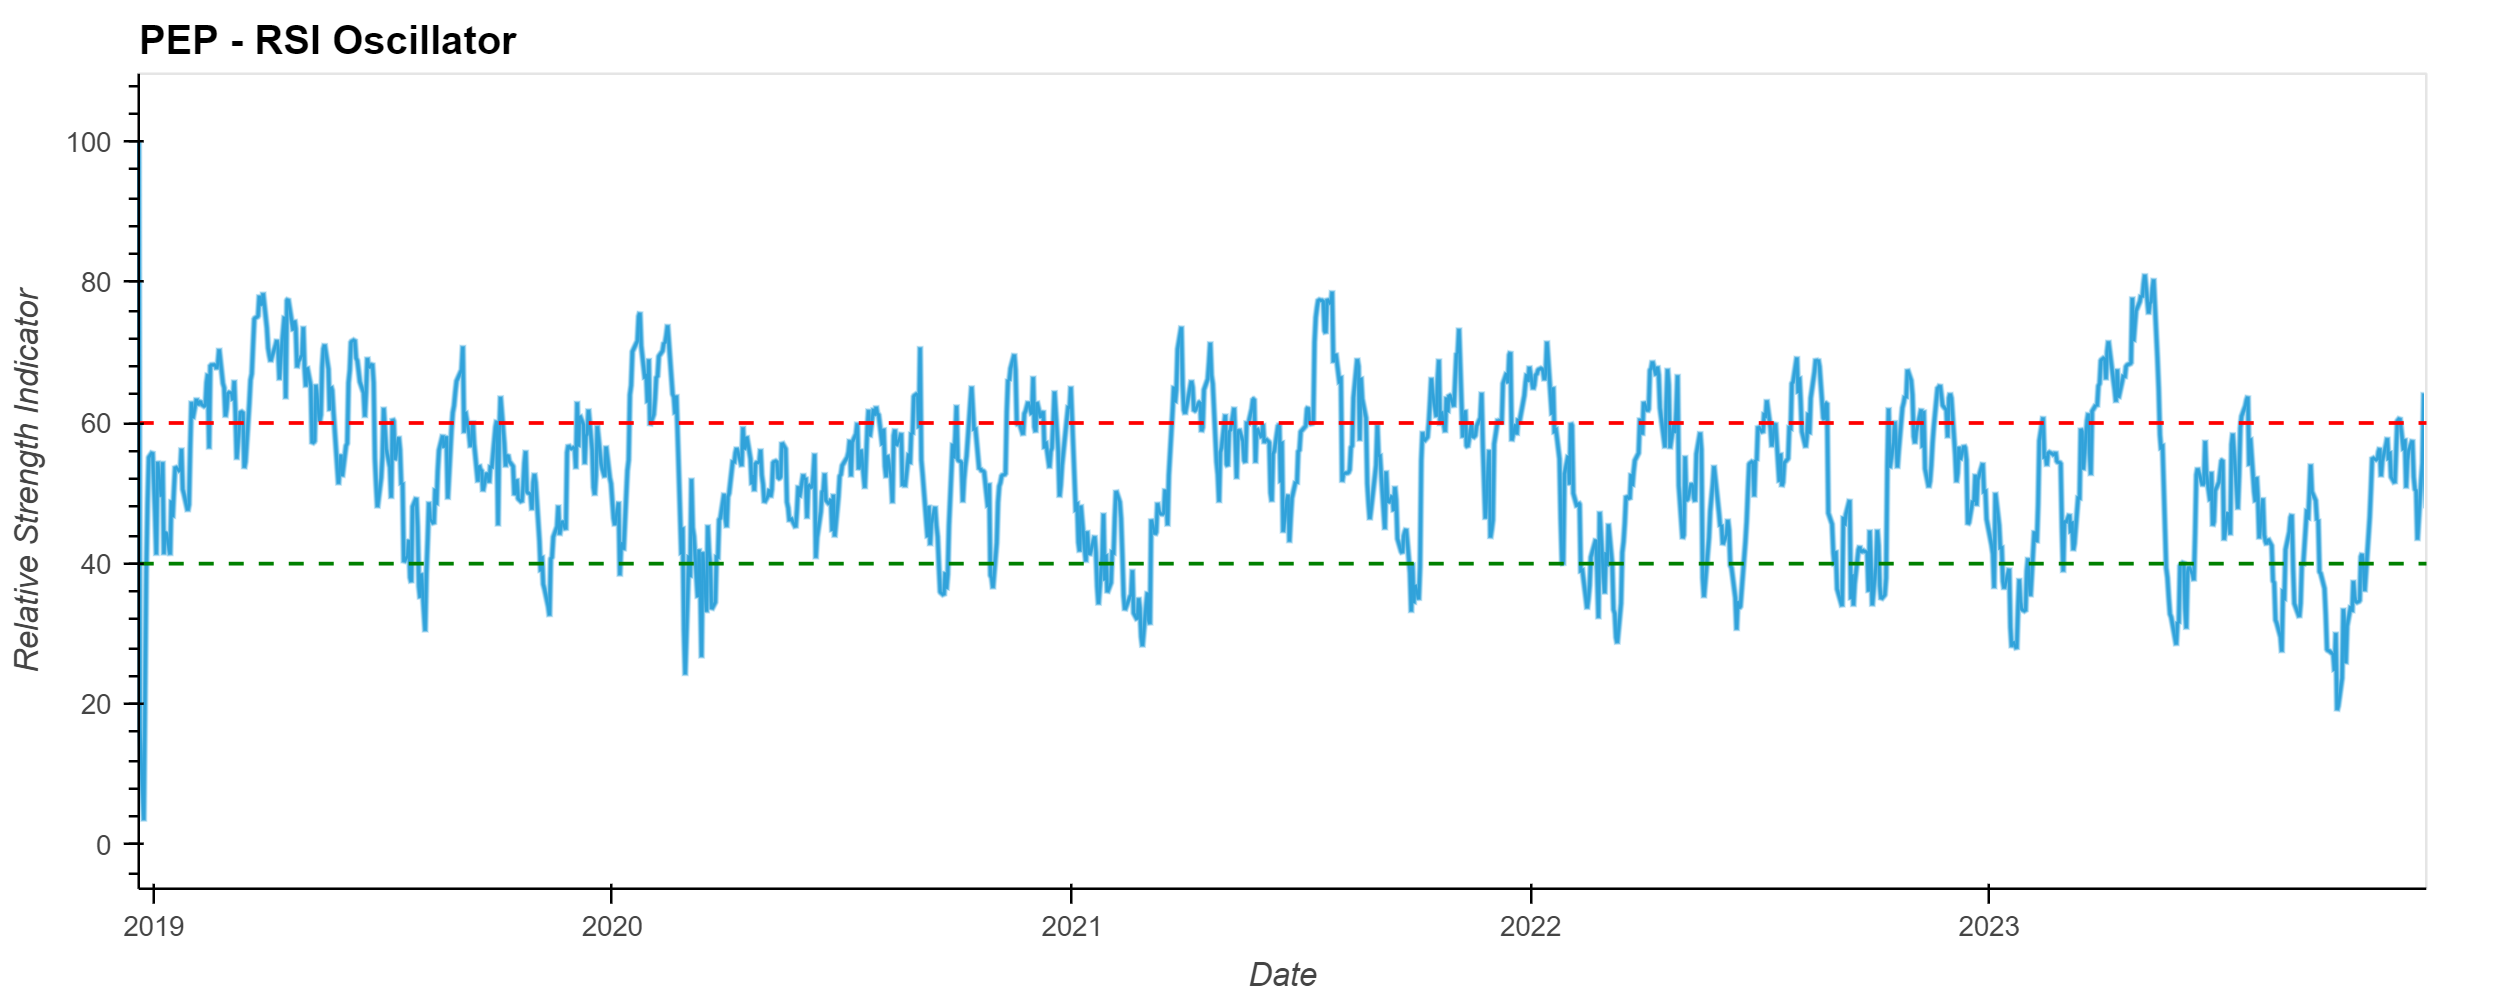 PEP - RSI Oscillator
Relative Strength Indicator
100
80
60
40
20
0
2019 2020 2021 2022 2023
Date